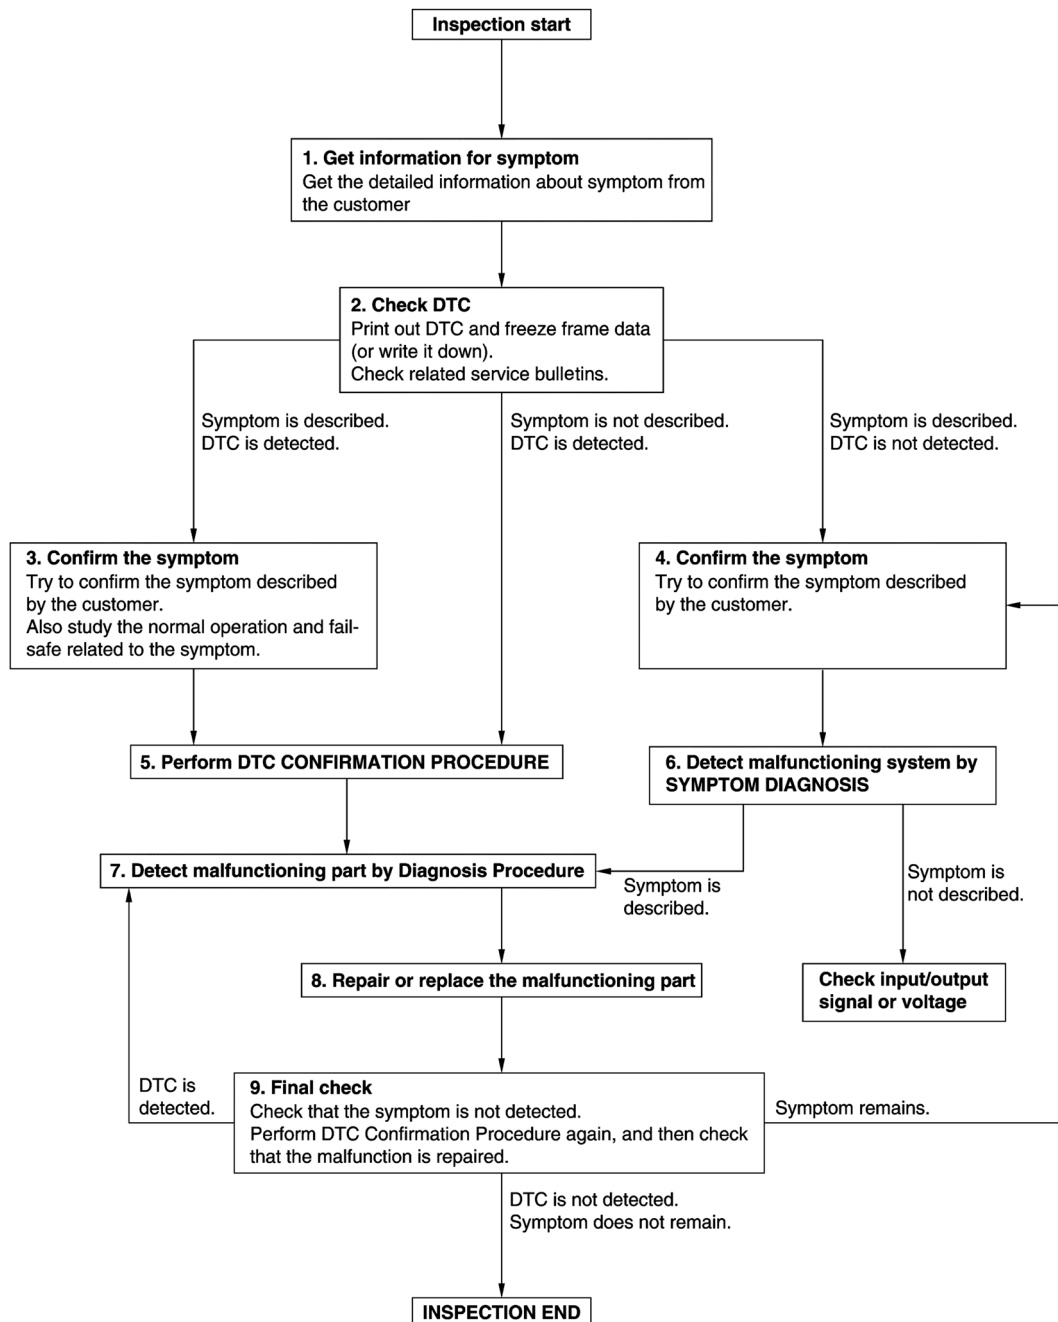 Inspection start
1. Get information for symptom
Get the detailed information about symptom from
the customer
2. Check DTC
Print out DTC and freeze frame data
(or write it down).
Check related service bulletins.
Symptom is described.
DTC is detected.
Symptom is not described.
DTC is detected.
Symptom is described.
DTC is not detected.
3. Confirm the symptom
Try to confirm the symptom described
by the customer.
Also study the normal operation and fail-
safe related to the symptom.
4. Confirm the symptom
Try to confirm the symptom described
by the customer.
5. Perform DTC CONFIRMATION PROCEDURE
6. Detect malfunctioning system by
SYMPTOM DIAGNOSIS
7. Detect malfunctioning part by Diagnosis Procedure
Symptom is
described.
Symptom is
not described.
8. Repair or replace the malfunctioning part
Check input/output
signal or voltage
DTC is
detected.
9. Final check
Check that the symptom is not detected.
Perform DTC Confirmation Procedure again, and then check
that the malfunction is repaired.
Symptom remains.
DTC is not detected.
Symptom does not remain.
INSPECTION END